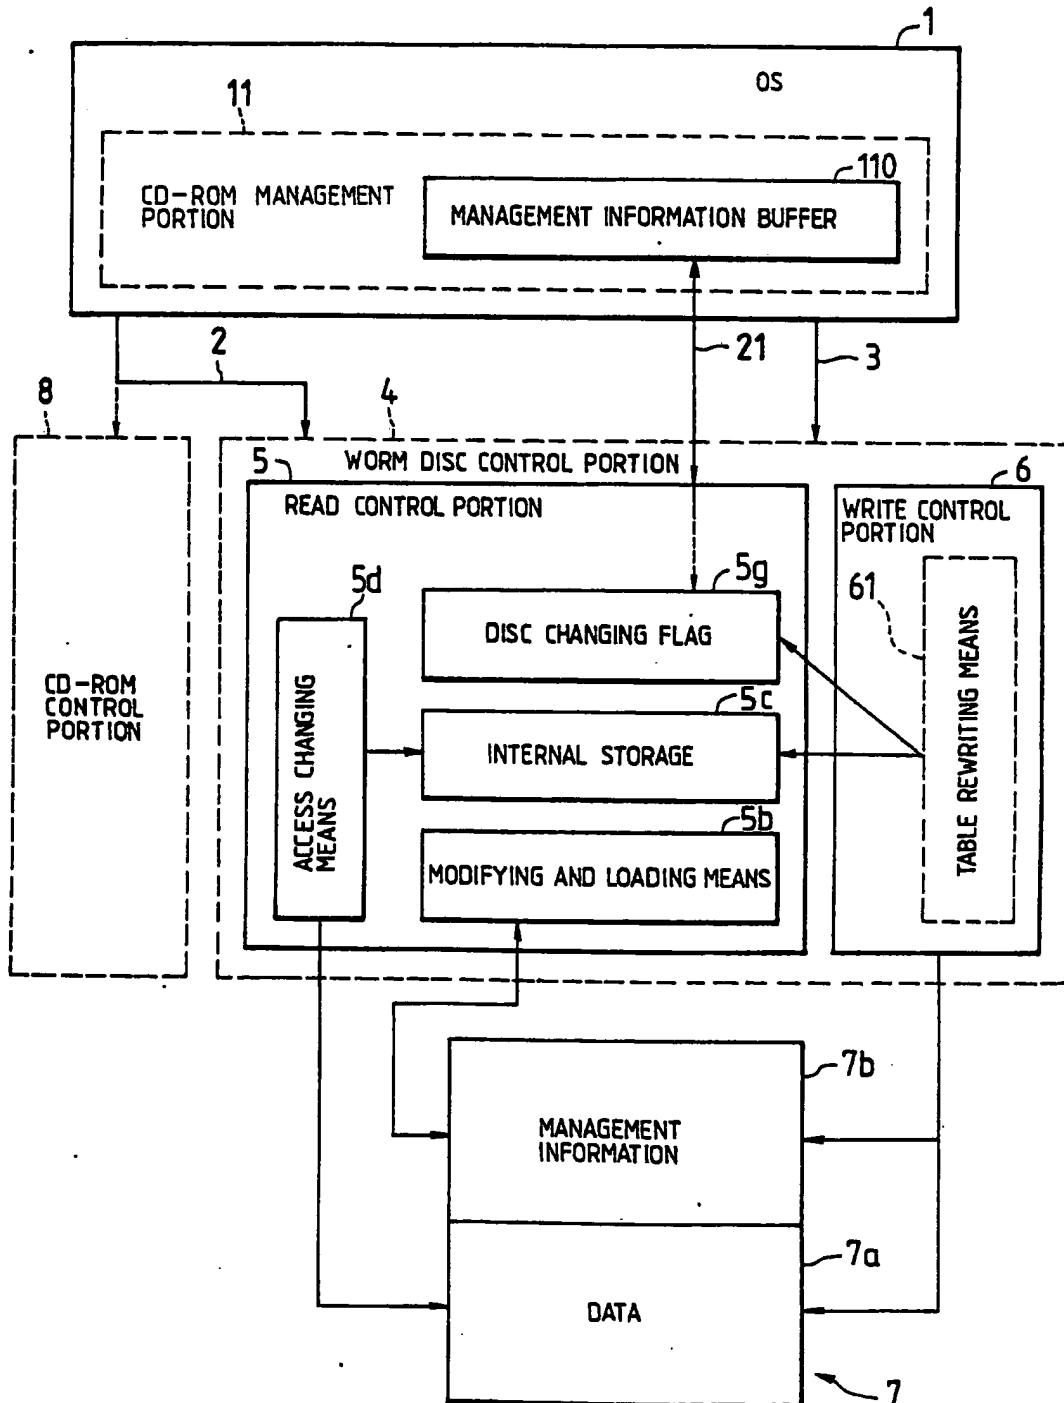 1
OS
11
110
CD-ROM MANAGEMENT
PORTION
MANAGEMENT INFORMATION BUFFER
2
21
3
8
4
WORM DISC CONTROL PORTION
5
6
READ CONTROL PORTION
WRITE CONTROL
PORTION
5d
5g
61
DISC CHANGING FLAG
CD-ROM
CONTROL
PORTION
ACCESS CHANGING
MEANS
5c
INTERNAL STORAGE
TABLE REWRITING MEANS
5b
MODIFYING AND LOADING MEANS
7b
MANAGEMENT
INFORMATION
7a
DATA
7